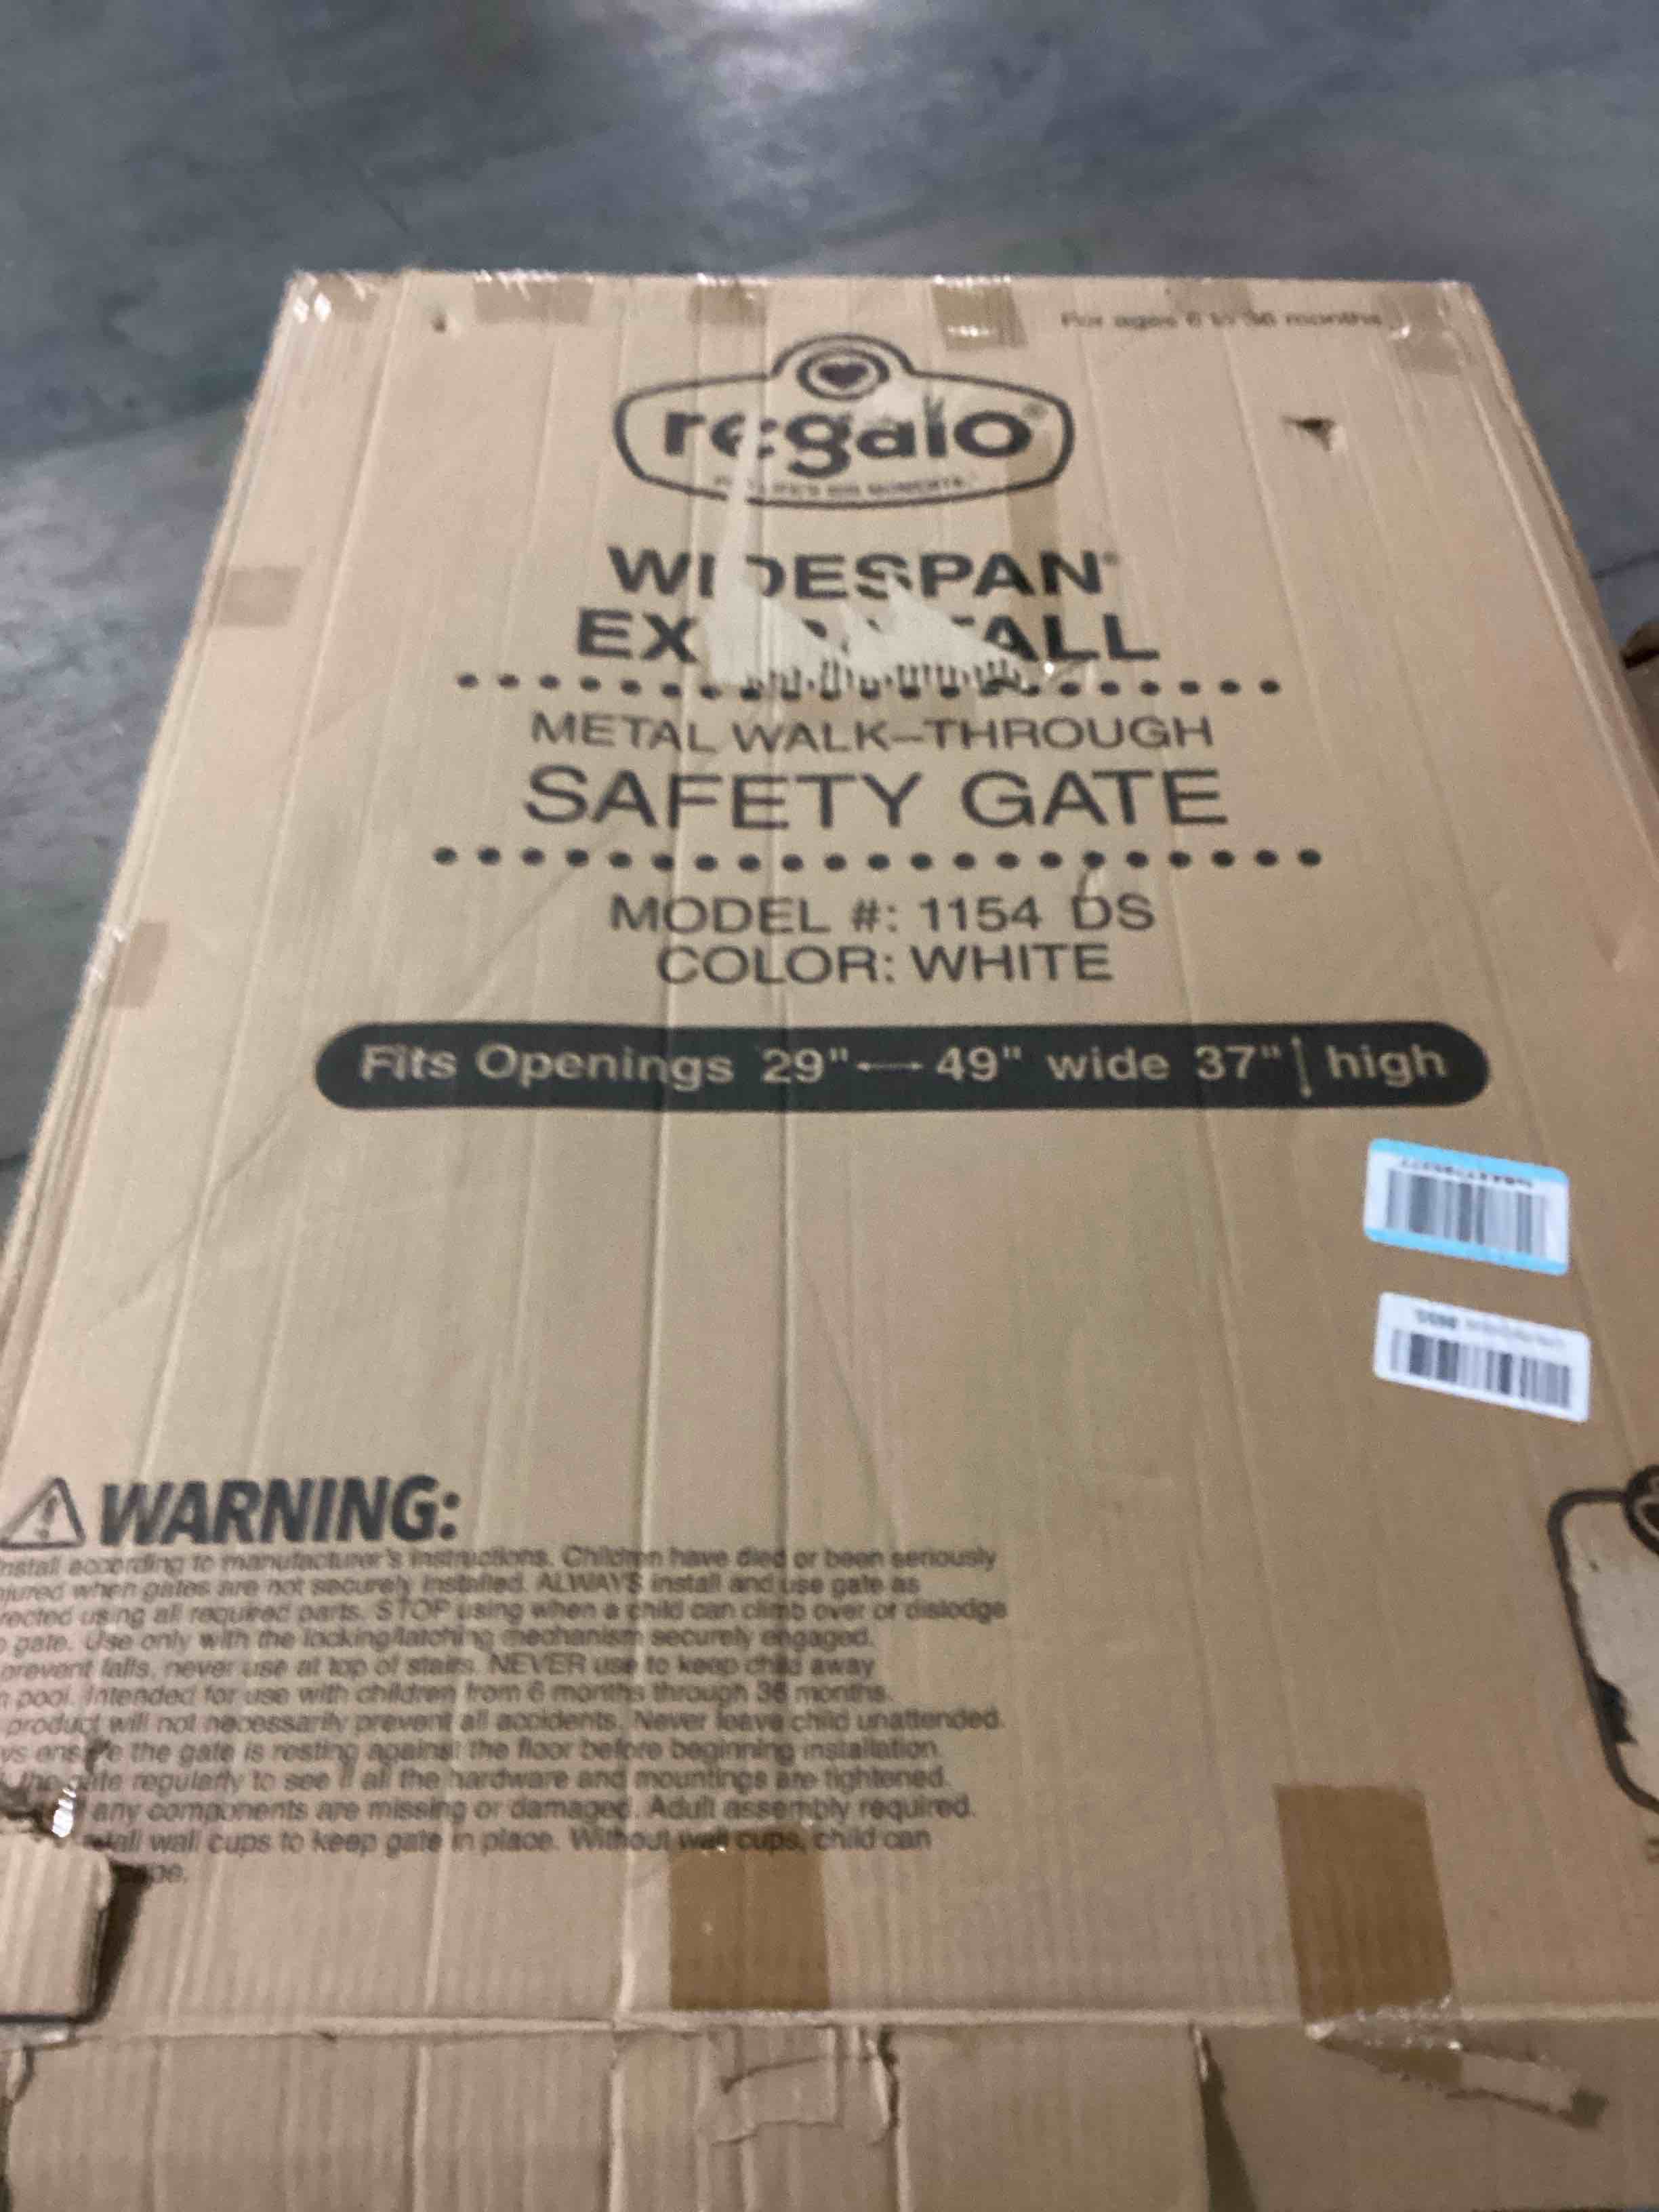 For ages 6 to 36 months
regalo®
WIDESPAN®
EX ALL
METAL WALK-THROUGH
SAFETY GATE
MODEL #: 1154 DS
COLOR: WHITE
Fits Openings 29" ⟷ 49" wide 37" ↕ high
⚠ WARNING:
nstall according to manufacturer's instructions. Children have died or been seriously
njured when gates are not securely installed. ALWAYS install and use gate as
rected using all required parts. STOP using when a child can climb over or dislodge
gate. Use only with the locking/latching mechanism securely engaged.
prevent falls, never use at top of stairs. NEVER use to keep child away
pool. Intended for use with children from 6 months through 36 months.
product will not necessarily prevent all accidents. Never leave child unattended.
the gate is resting against the floor before beginning installation.
the gate regularly to see if all the hardware and mountings are tightened.
any components are missing or damaged. Adult assembly required.
wall cups to keep gate in place. Without wall cups, child can